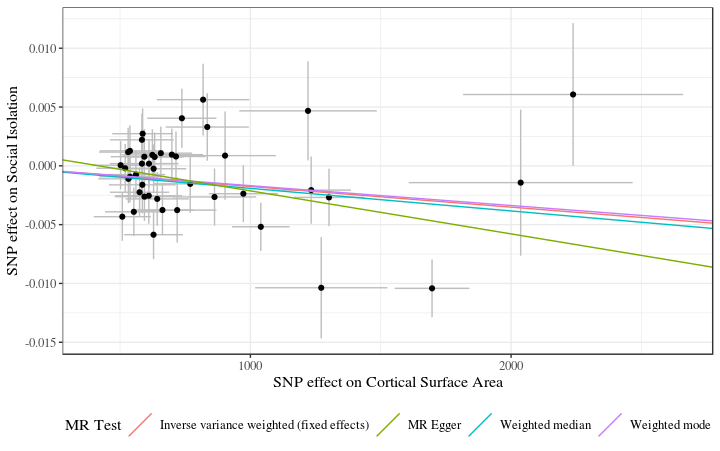 SNP effect on Social Isolation
0.010
0.005
0.000
-0.005
-0.010
-0.015
1000
2000
SNP effect on Cortical Surface Area
MR Test
Inverse variance weighted (fixed effects)
MR Egger
Weighted median
Weighted mode